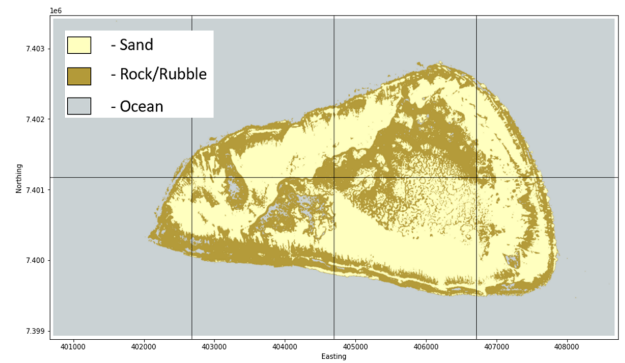 1e6
7.403
- Sand
- Rock/Rubble
- Ocean
7.402
7.401
7.400
7.399
Northing
401000 402000 403000 404000 405000 406000 407000 408000
Easting